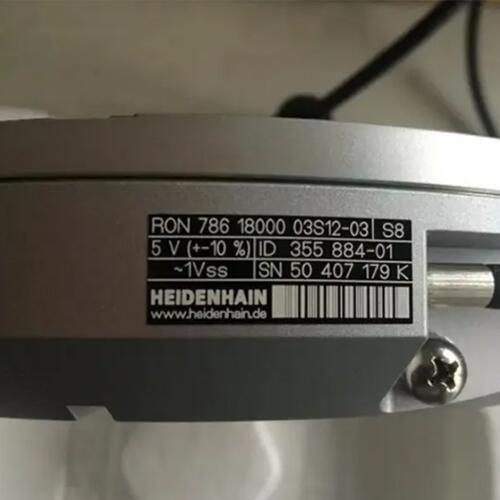 RON 786 18000 03S12-03 S8
5 V (+-10 %) ID 355 884-01
~1Vss SN 50 407 179 K
HEIDENHAIN
www.heidenhain.de